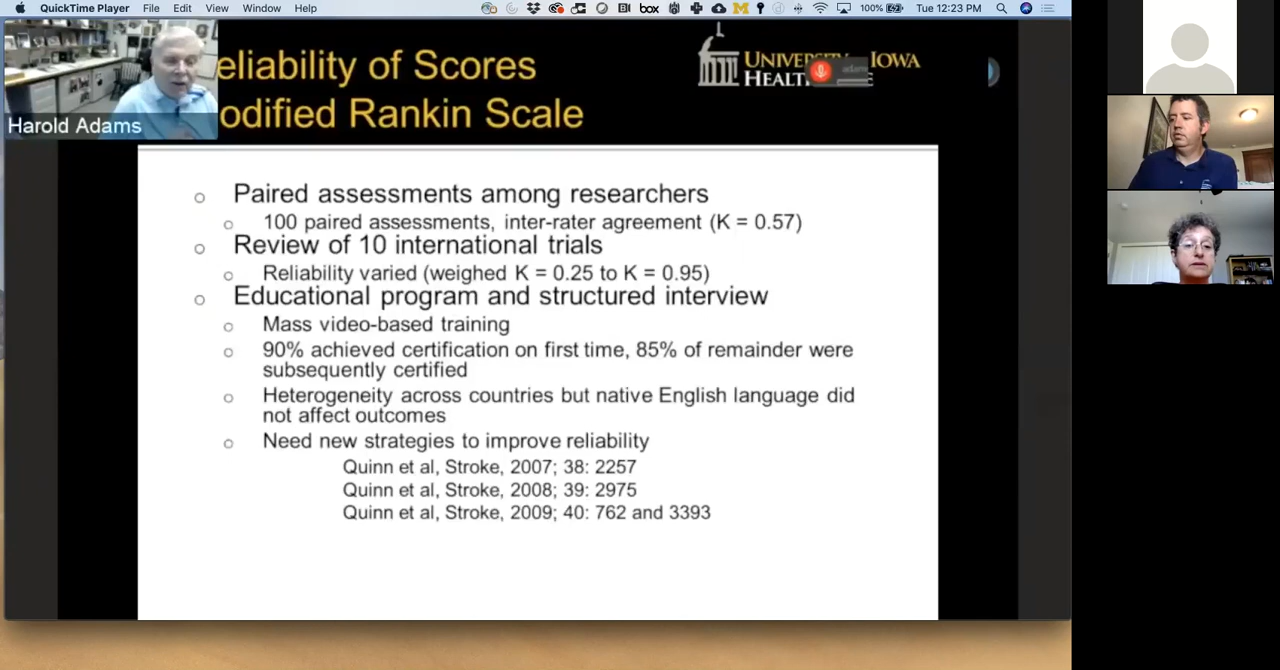 QuickTime Player File Edit View Window Help
box
100%
Tue 12:23 PM
eliability of Scores
odified Rankin Scale
UNIVERSITY IOWA
HEALTH
Harold Adams
Paired assessments among researchers
100 paired assessments, inter-rater agreement (K = 0.57)
Review of 10 international trials
Reliability varied (weighed K = 0.25 to K = 0.95)
Educational program and structured interview
Mass video-based training
90% achieved certification on first time, 85% of remainder were
subsequently certified
Heterogeneity across countries but native English language did
not affect outcomes
Need new strategies to improve reliability
Quinn et al, Stroke, 2007; 38: 2257
Quinn et al, Stroke, 2008; 39: 2975
Quinn et al, Stroke, 2009; 40: 762 and 3393